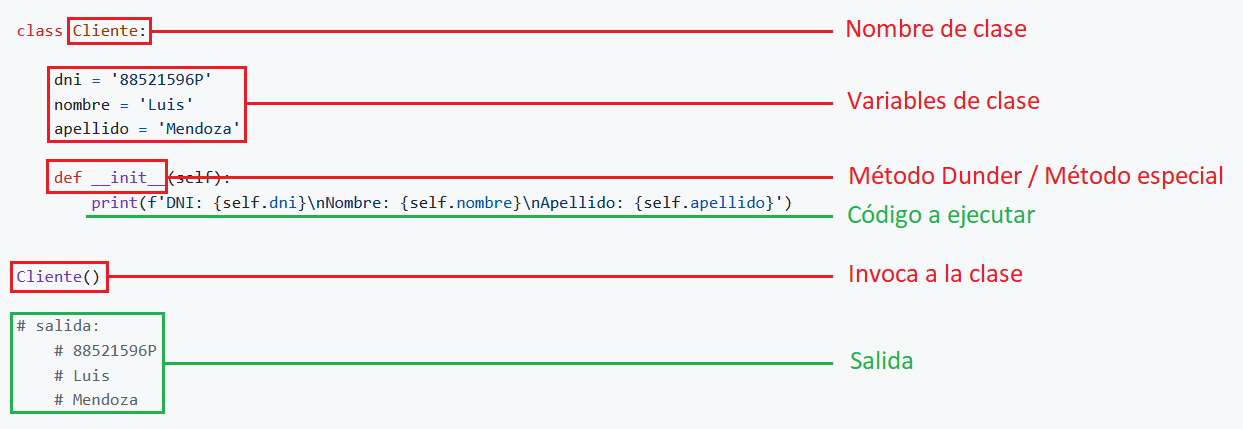 class Cliente: Nombre de clase
dni = '88521596P'
nombre = 'Luis' Variables de clase
apellido = 'Mendoza'
def __init__(self): Método Dunder / Método especial
print(f'DNI: {self.dni}\nNombre: {self.nombre}\nApellido: {self.apellido}')
Código a ejecutar
Cliente() Invoca a la clase
# salida:
# 88521596P
Salida
# Luis
# Mendoza